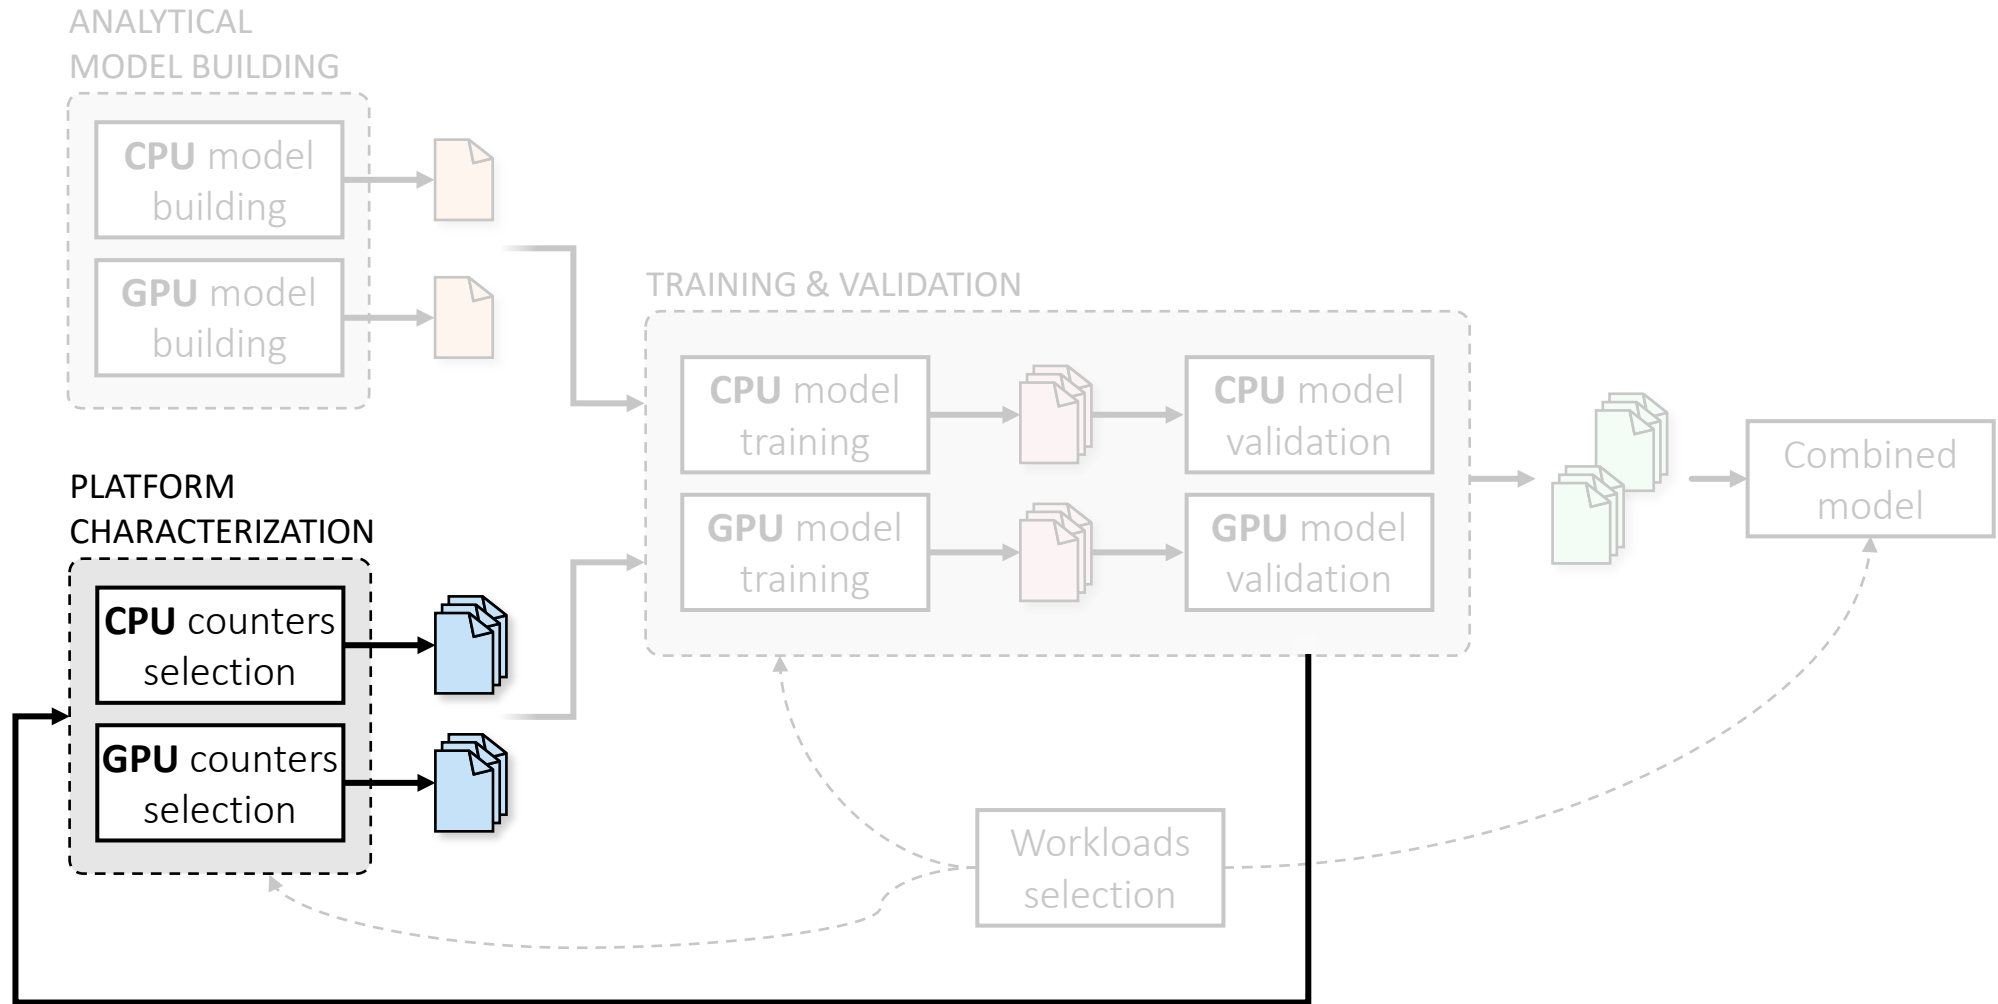 ANALYTICAL
MODEL BUILDING
CPU model
building
GPU model
building
TRAINING & VALIDATION
CPU model
training
CPU model
validation
GPU model
training
GPU model
validation
Combined
model
PLATFORM
CHARACTERIZATION
CPU counters
selection
GPU counters
selection
Workloads
selection